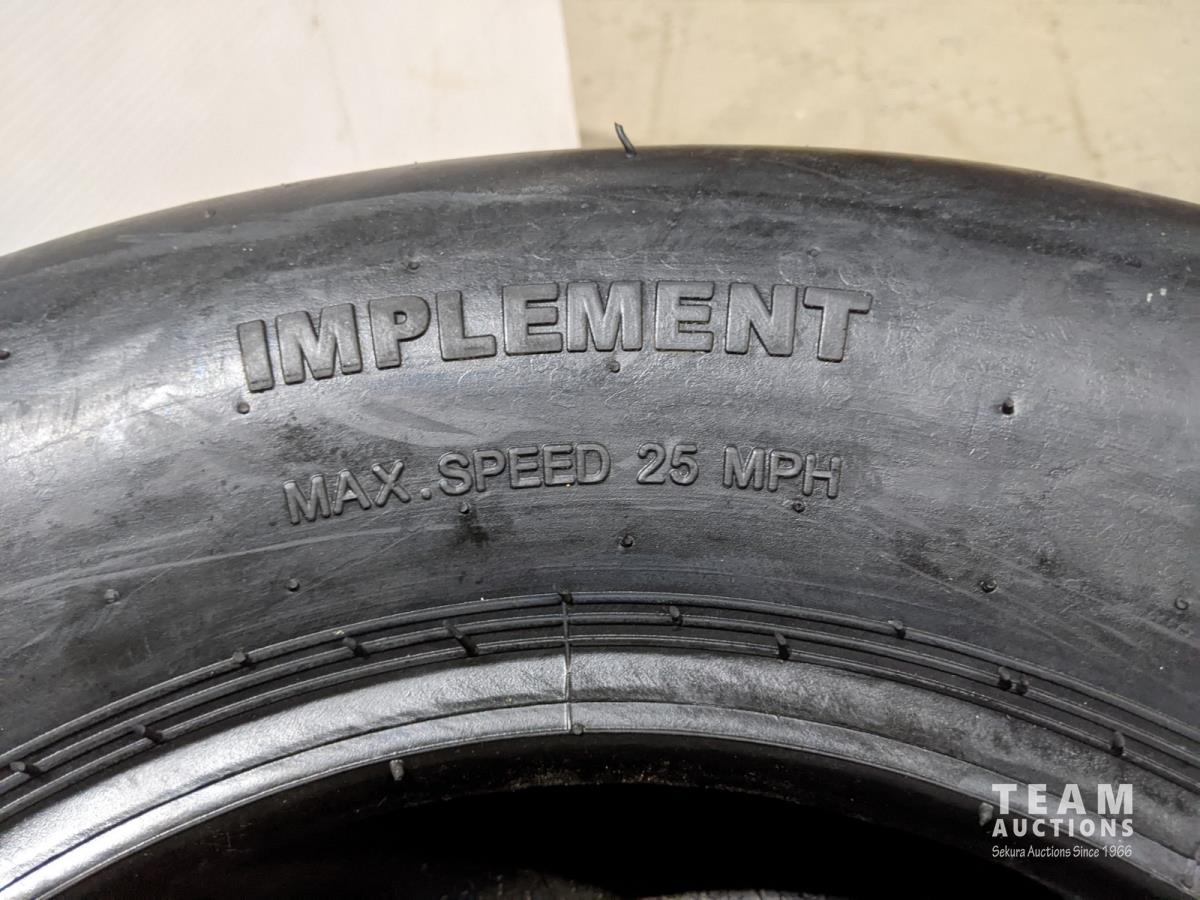 IMPLEMENT
MAX. SPEED 25 MPH
TEAM
AUCTIONS
Sekura Auctions Since 1966